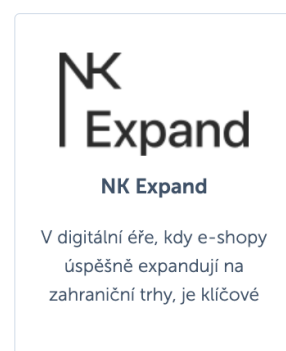 NK
Expand
NK Expand
V digitální éře, kdy e-shopy
úspěšně expandují na
zahraniční trhy, je klíčové